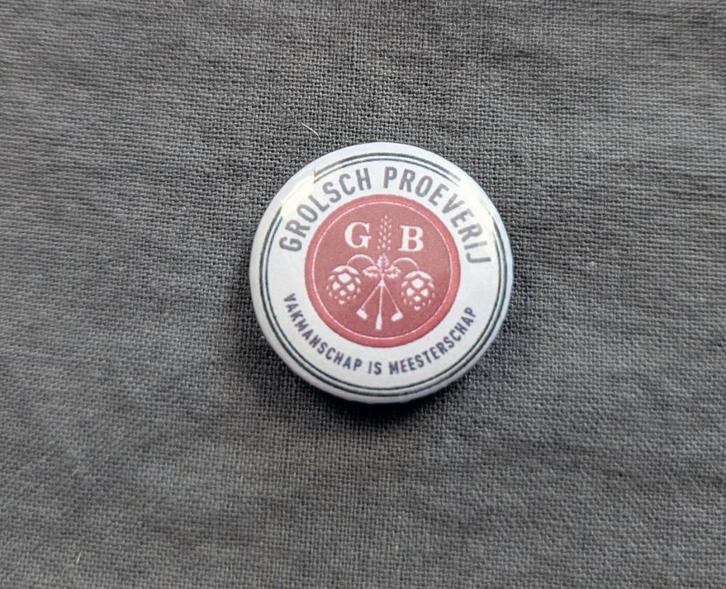 GROLSCH PROEVERIJ
G B
VAKMANSCHAP IS MEESTERSCHAP